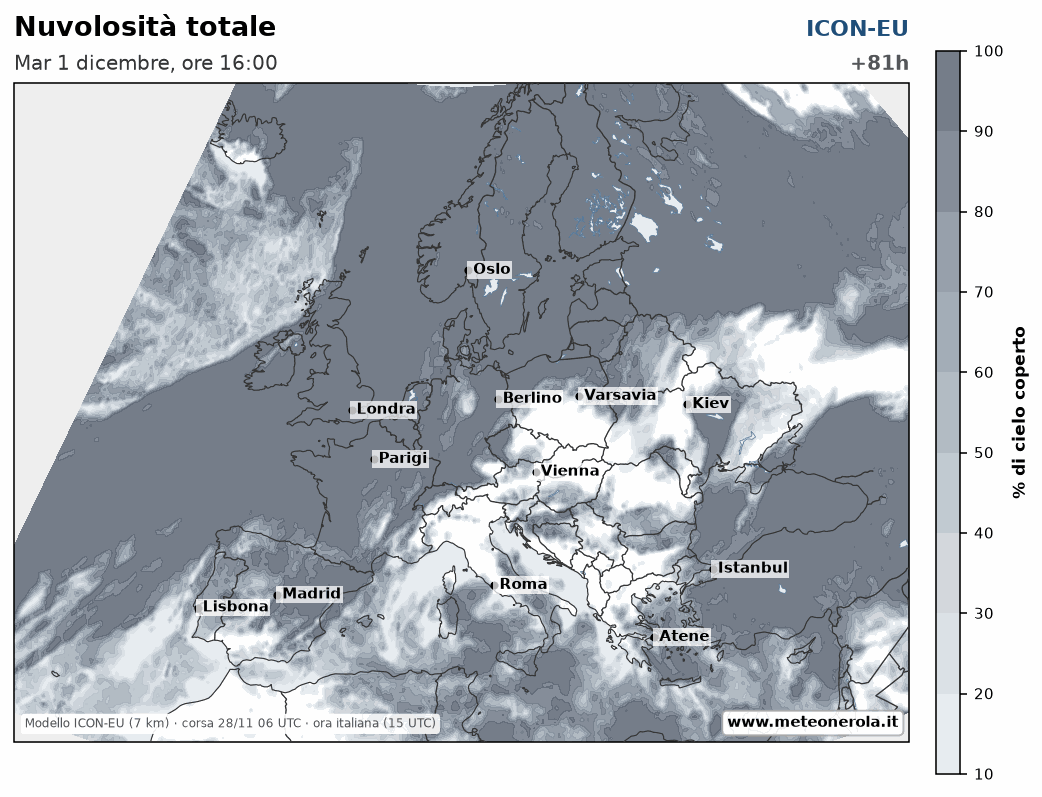 Nuvolosità totale
ICON-EU
Mar 1 dicembre, ore 16:00
+81h
100
90
80
70
60
50
40
30
20
10
% di cielo coperto
Oslo
Londra
Berlino
Varsavia
Kiev
Parigi
Vienna
Istanbul
Roma
Madrid
Lisbona
Atene
Modello ICON-EU (7 km) · corsa 28/11 06 UTC · ora italiana (15 UTC)
www.meteonerola.it